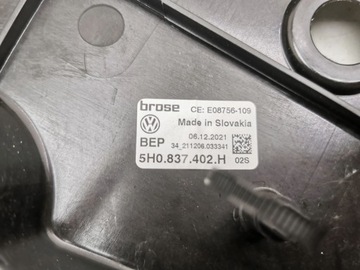 brose CE: E08756-109
Made in Slovakia
06.12.2021
BEP 34_211206.033341
5H0.837.402.H 02S